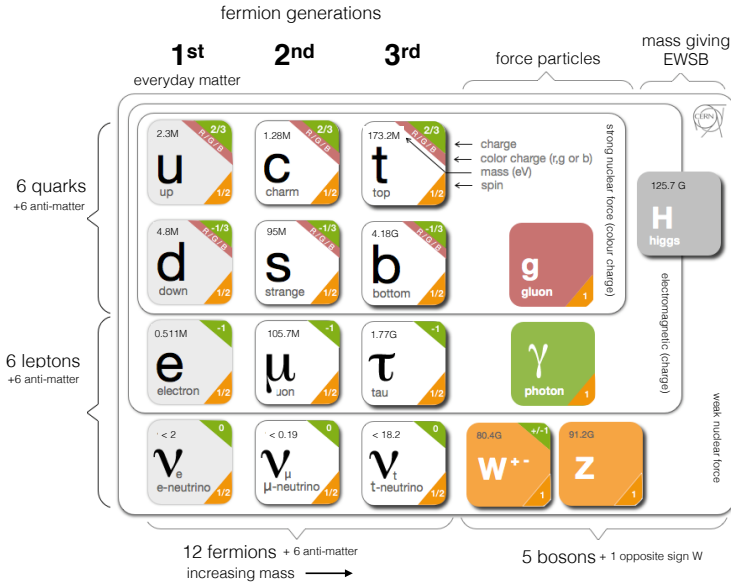 fermion generations
1st 2nd 3rd
everyday matter
force particles
mass giving
EWSB
CERN
6 quarks
+6 anti-matter
2.3M 2/3
R/G/B
u
up
1/2
1.28M 2/3
R/G/B
c
charm
1/2
173.2M 2/3
R/G/B
t
top
1/2
charge
color charge (r,g or b)
mass (eV)
spin
strong nuclear force (colour charge)
125.7 G
H
higgs
4.8M -1/3
R/G/B
d
down
1/2
95M -1/3
R/G/B
s
strange
1/2
4.18G -1/3
R/G/B
b
bottom
1/2
g
gluon
1
electromagnetic (charge)
6 leptons
+6 anti-matter
0.511M -1
e
electron
1/2
105.7M -1
μ
uon
1/2
1.77G -1
τ
tau
1/2
γ
photon
1
weak nuclear force
< 2 0
νe
e-neutrino
1/2
< 0.19 0
νμ
μ-neutrino
1/2
< 18.2 0
νt
t-neutrino
1/2
80.4G +/-1
W+-
1
91.2G
Z
1
12 fermions + 6 anti-matter
increasing mass
5 bosons + 1 opposite sign W